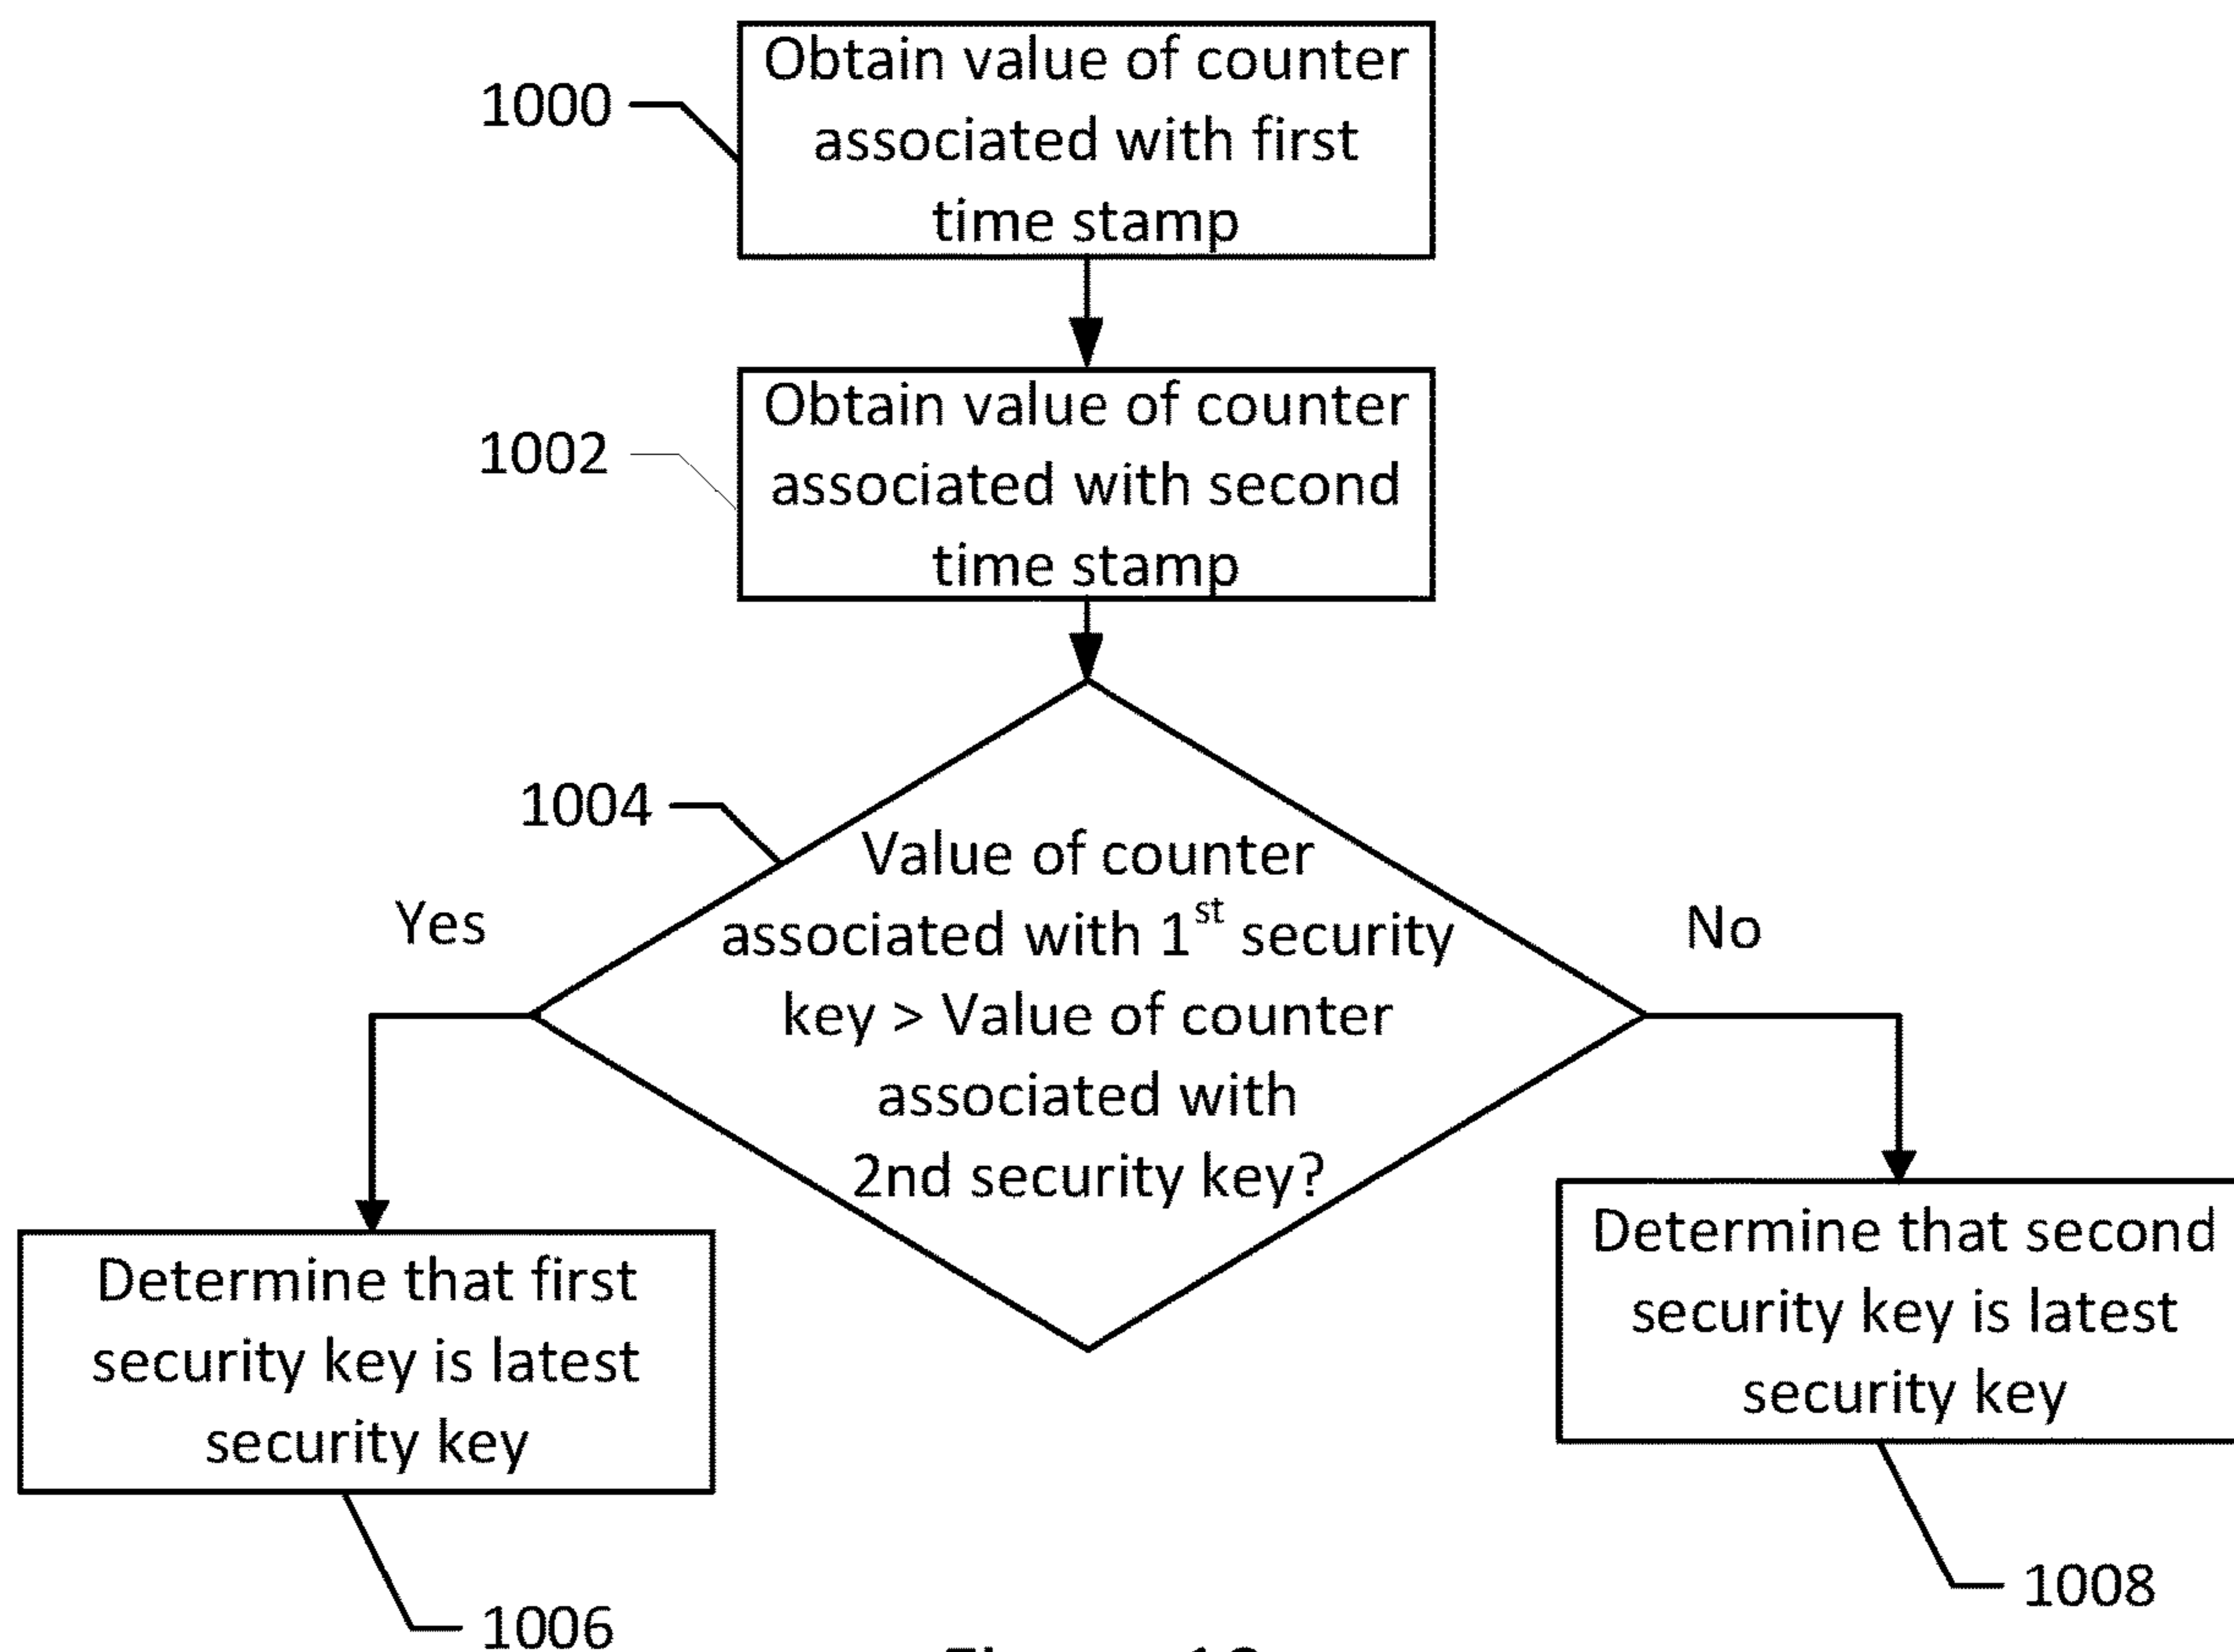 Obtain value of counter
associated with first
time stamp
1000
Obtain value of counter
associated with second
time stamp
1002
1004
Value of counter
associated with 1st security
key > Value of counter
associated with
2nd security key?
Yes
No
Determine that first
security key is latest
security key
1006
Determine that second
security key is latest
security key
1008